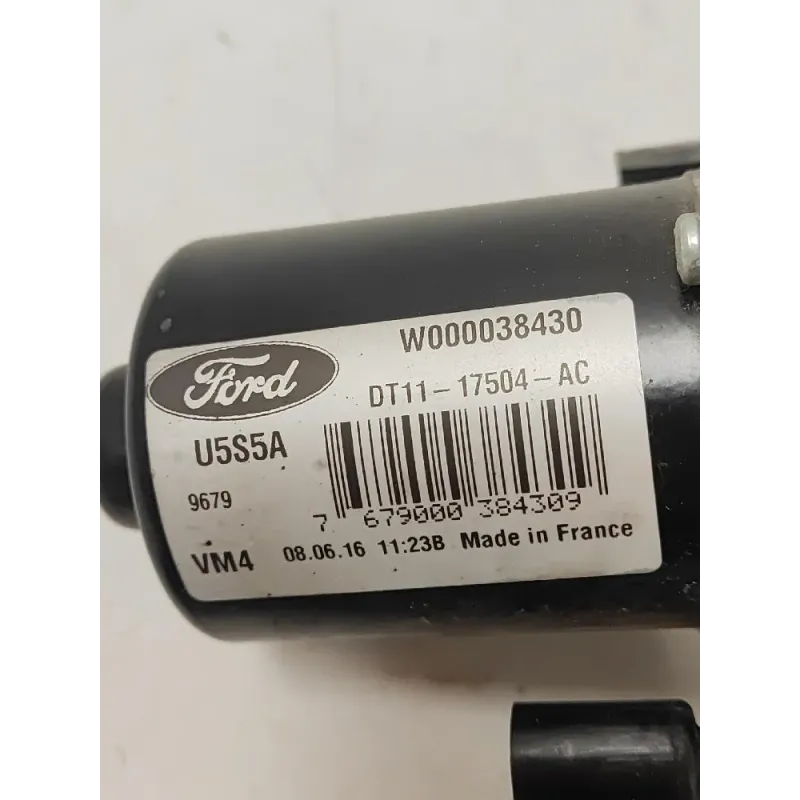 W000038430
Ford
DT11-17504-AC
U5S5A
9679
7 679000 384309
VM4 08.06.16 11:23B Made in France